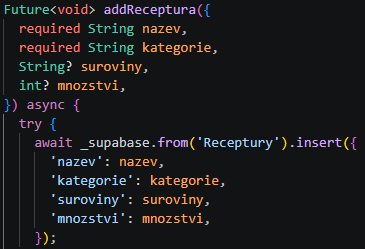 Future<void> addReceptura({
  required String nazev,
  required String kategorie,
  String? suroviny,
  int? mnozstvi,
}) async {
  try {
    await _supabase.from('Receptury').insert({
      'nazev': nazev,
      'kategorie': kategorie,
      'suroviny': suroviny,
      'mnozstvi': mnozstvi,
    });